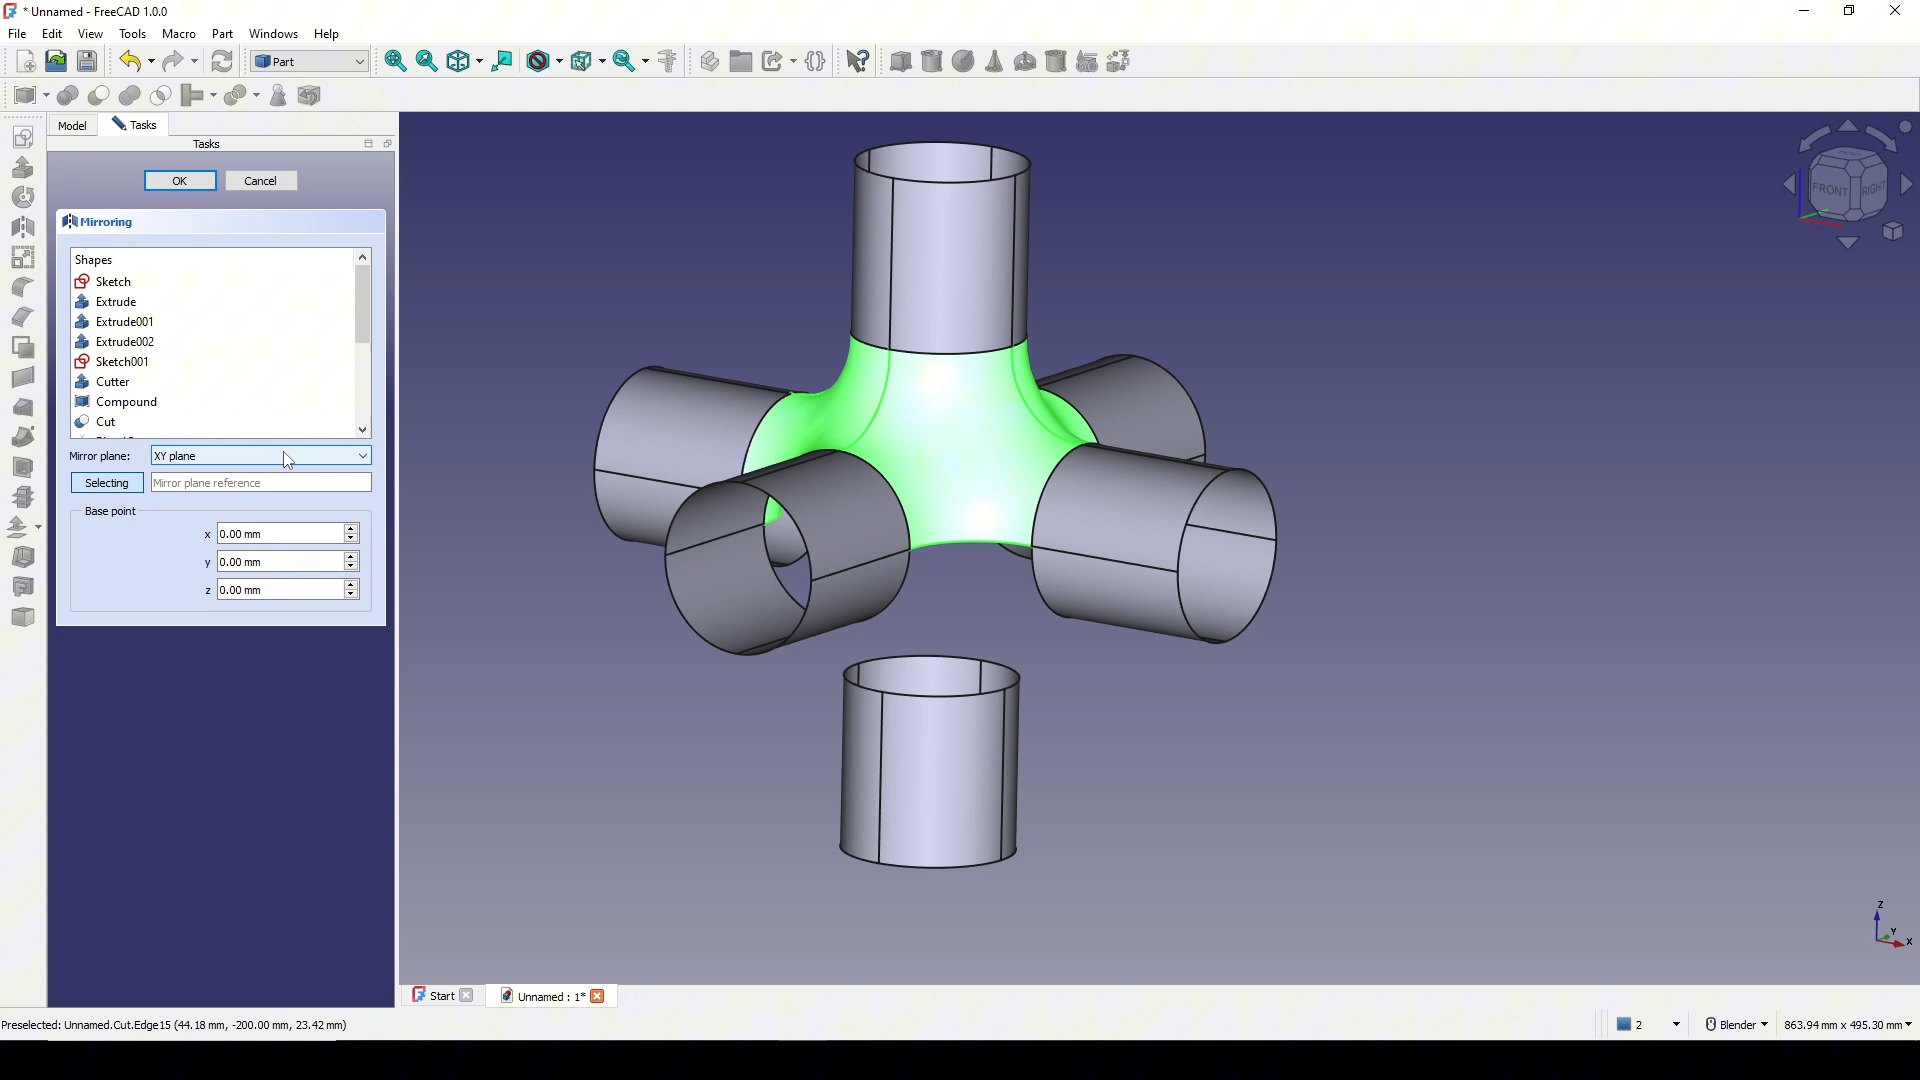 * Unnamed - FreeCAD 1.0.0
File Edit View Tools Macro Part Windows Help
Part
Model Tasks
Tasks
OK Cancel
Mirroring
Shapes
Sketch
Extrude
Extrude001
Extrude002
Sketch001
Cutter
Compound
Cut
Mirror plane: XY plane
Selecting Mirror plane reference
Base point
x 0.00 mm
y 0.00 mm
z 0.00 mm
FRONT RIGHT
Z
Y
X
Start Unnamed : 1*
Preselected: Unnamed.Cut.Edge15 (44.18 mm, -200.00 mm, 23.42 mm) 2 Blender 863.94 mm x 495.30 mm